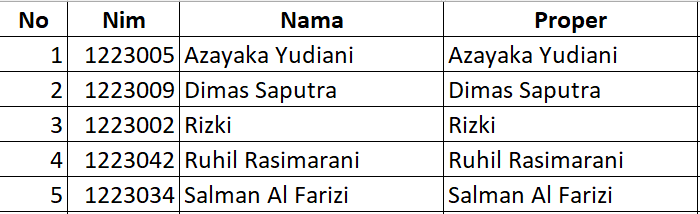 No Nim Nama Proper
1 1223005 Azayaka Yudiani Azayaka Yudiani
2 1223009 Dimas Saputra Dimas Saputra
3 1223002 Rizki Rizki
4 1223042 Ruhil Rasimarani Ruhil Rasimarani
5 1223034 Salman Al Farizi Salman Al Farizi